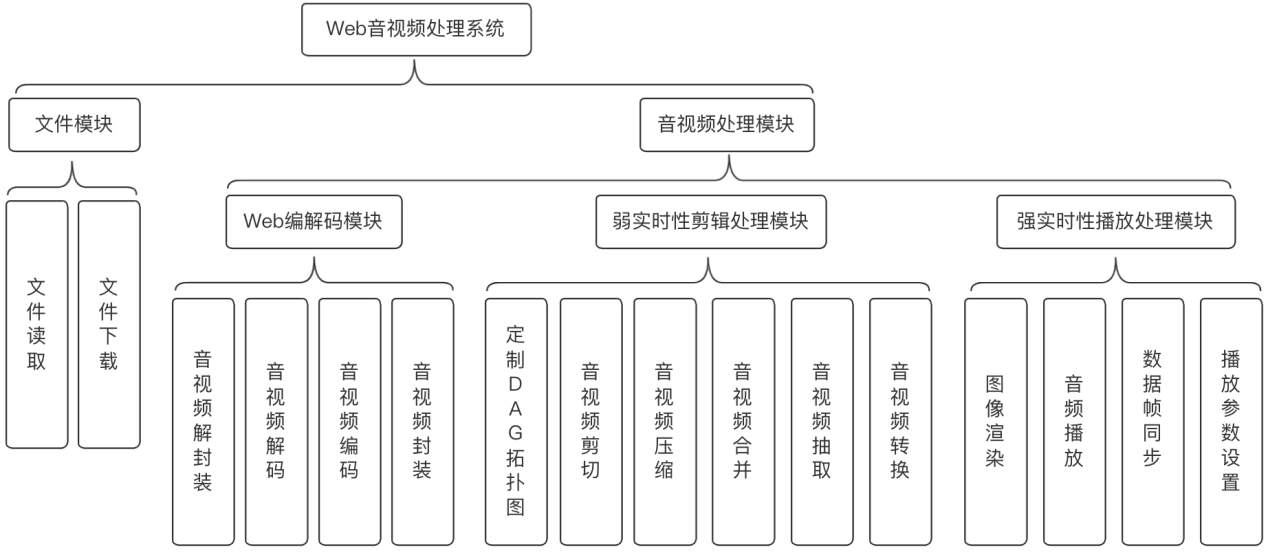 Web音视频处理系统
文件模块
音视频处理模块
Web编解码模块
弱实时性剪辑处理模块
强实时性播放处理模块
文件读取
文件下载
音视频解封装
音视频解码
音视频编码
音视频封装
定制DAG拓扑图
音视频剪切
音视频压缩
音视频合并
音视频抽取
音视频转换
图像渲染
音频播放
数据帧同步
播放参数设置